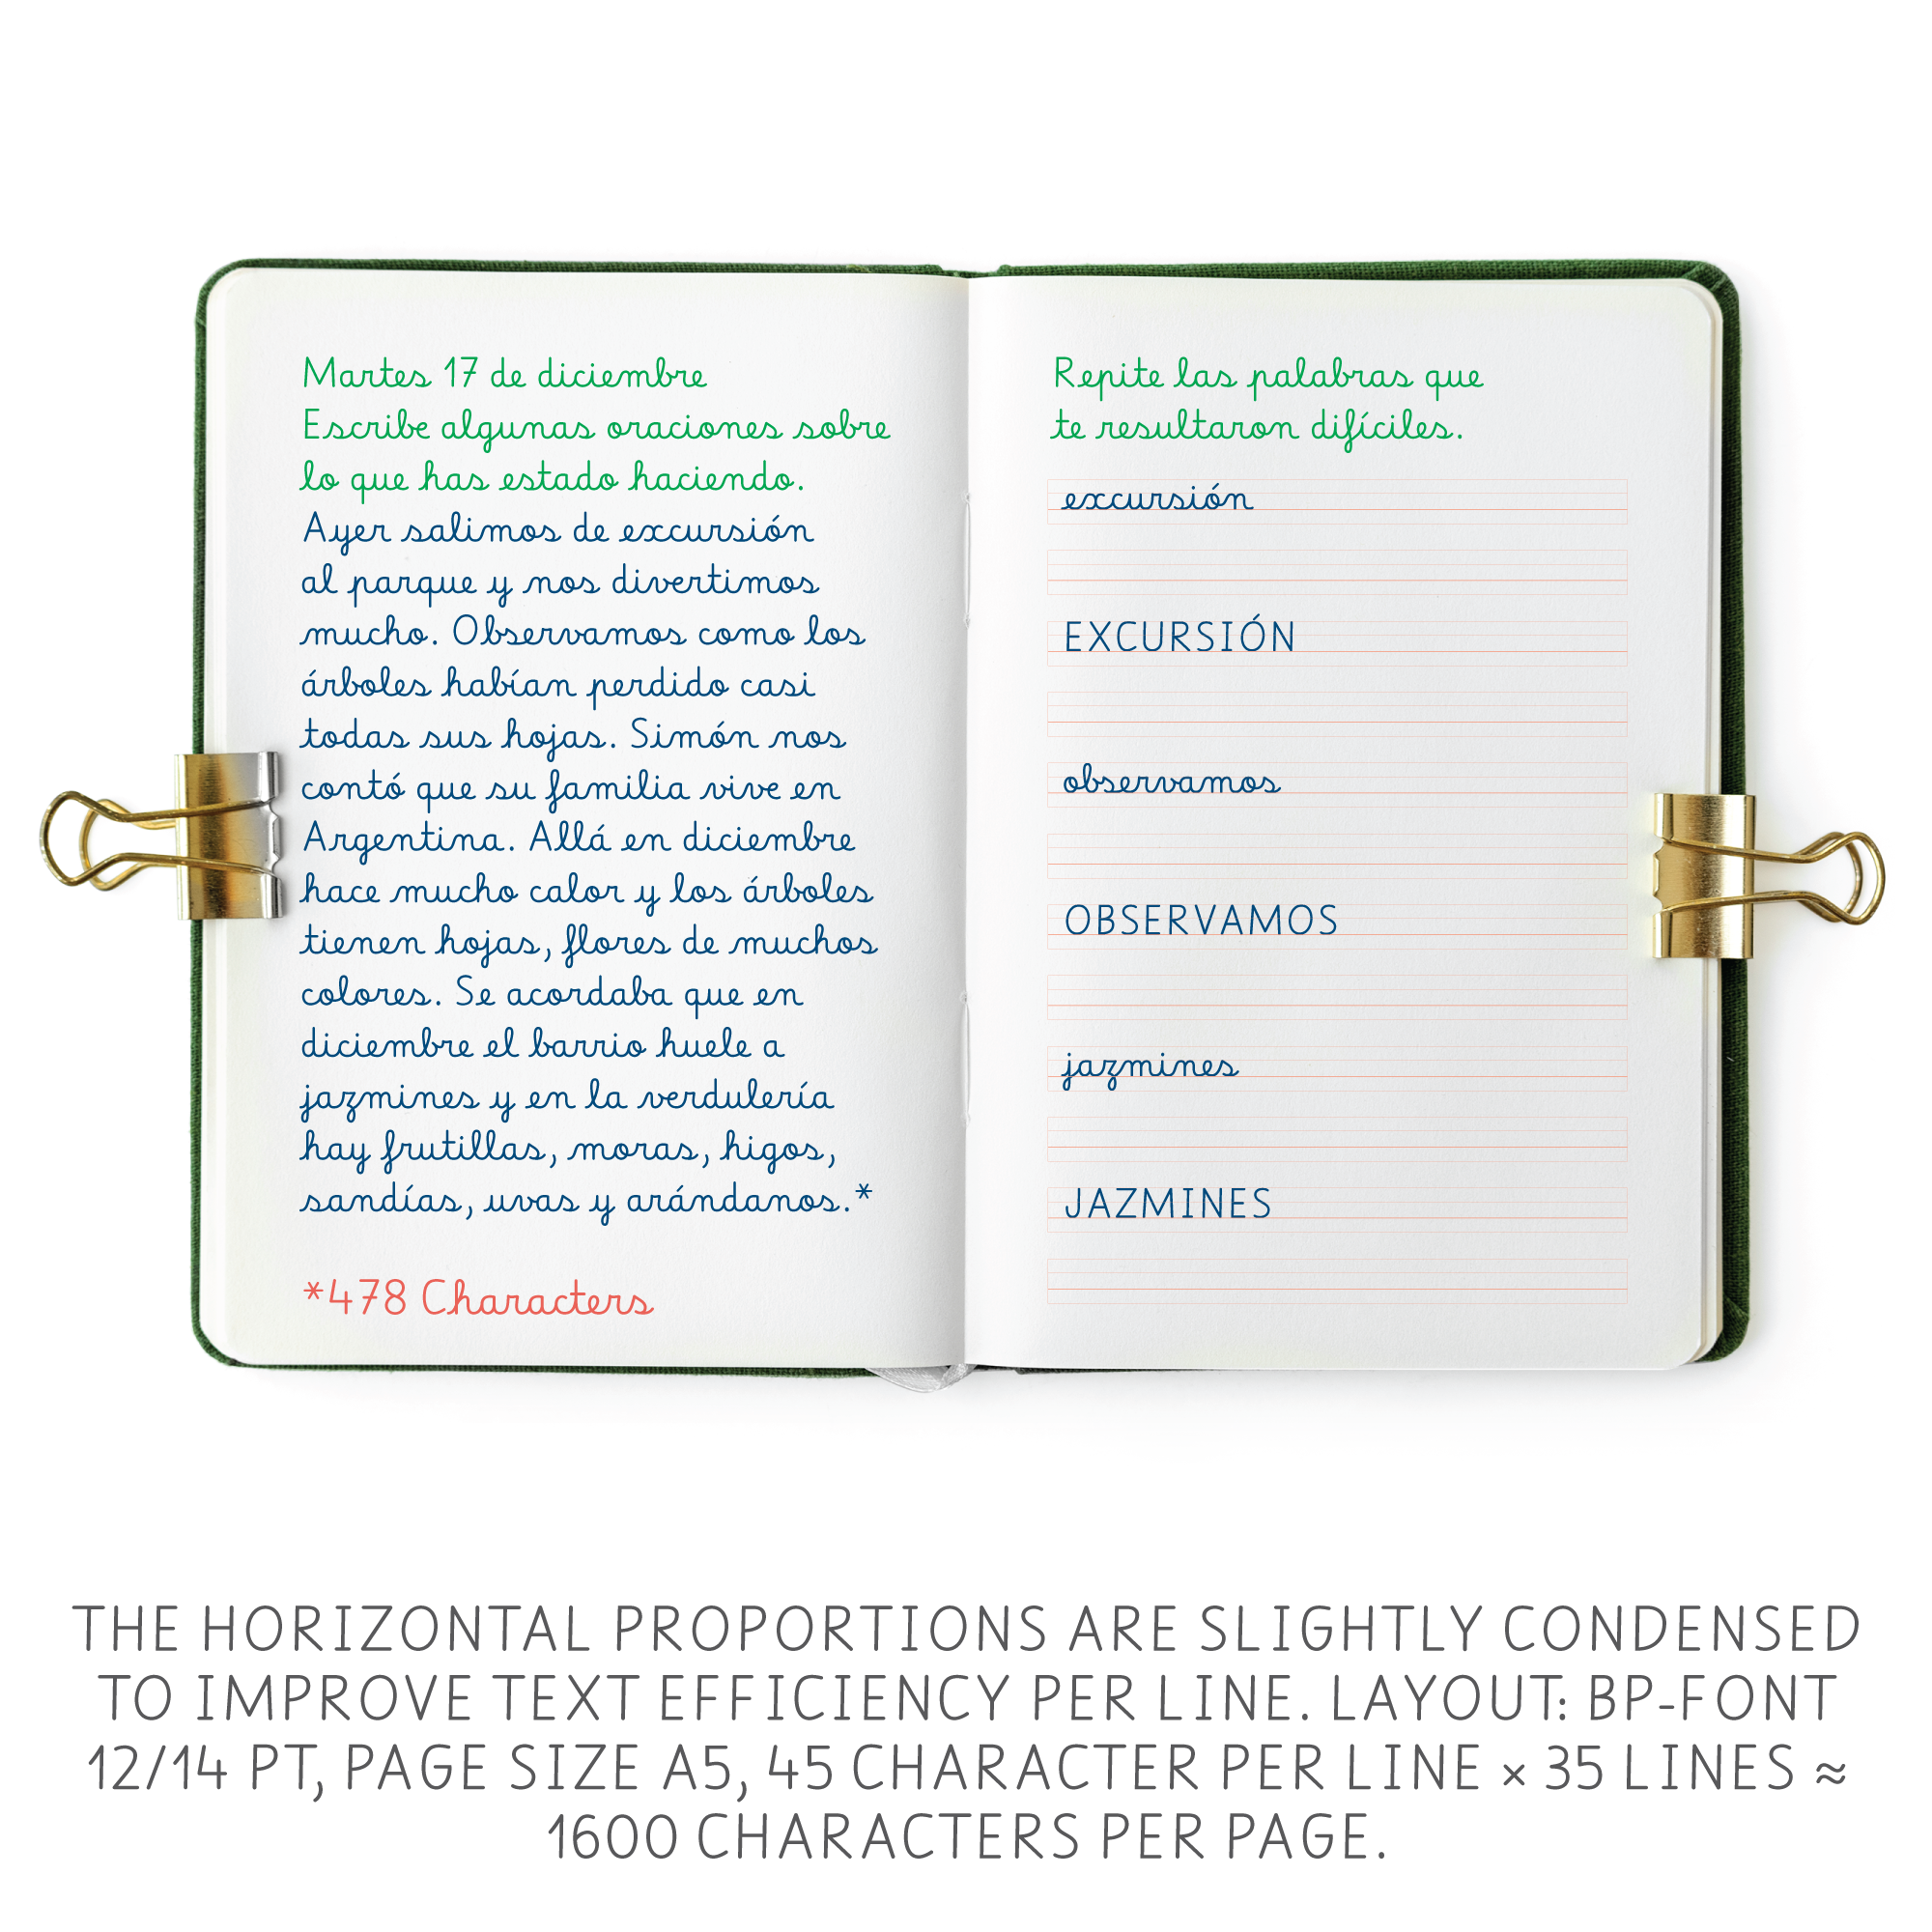 Martes 17 de diciembre
Escribe algunas oraciones sobre
lo que has estado haciendo.
Ayer salimos de excursión
al parque y nos divertimos
mucho. Observamos como los
árboles habían perdido casi
todas sus hojas. Simón nos
contó que su familia vive en
Argentina. Allá en diciembre
hace mucho calor y los árboles
tienen hojas, flores de muchos
colores. Se acordaba que en
diciembre el barrio huele a
jazmines y en la verdulería
hay frutillas, moras, higos,
sandías, uvas y arándanos.*
*478 Characters
Repite las palabras que
te resultaron difíciles.
excursión
EXCURSIÓN
observamos
OBSERVAMOS
jazmines
JAZMINES
THE HORIZONTAL PROPORTIONS ARE SLIGHTLY CONDENSED
TO IMPROVE TEXT EFFICIENCY PER LINE. LAYOUT: BP-FONT
12/14 PT, PAGE SIZE A5, 45 CHARACTER PER LINE × 35 LINES ≈
1600 CHARACTERS PER PAGE.